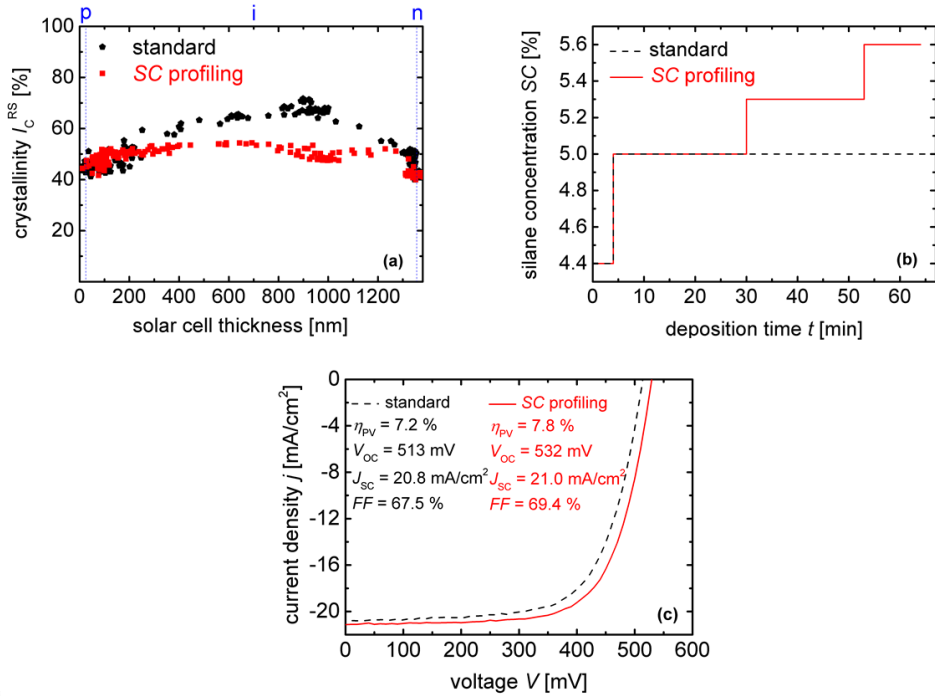 p i n
100
80
60
40
20
0 200 400 600 800 1000 1200
crystallinity I_C^RS [%]
solar cell thickness [nm]
standard
SC profiling
(a)
5.6
5.4
5.2
5.0
4.8
4.6
4.4
0 10 20 30 40 50 60
silane concentration SC [%]
deposition time t [min]
standard
SC profiling
(b)
0
-4
-8
-12
-16
-20
0 100 200 300 400 500 600
current density j [mA/cm²]
voltage V [mV]
standard
η_PV = 7.2 %
V_OC = 513 mV
J_SC = 20.8 mA/cm²
FF = 67.5 %
SC profiling
η_PV = 7.8 %
V_OC = 532 mV
J_SC = 21.0 mA/cm²
FF = 69.4 %
(c)